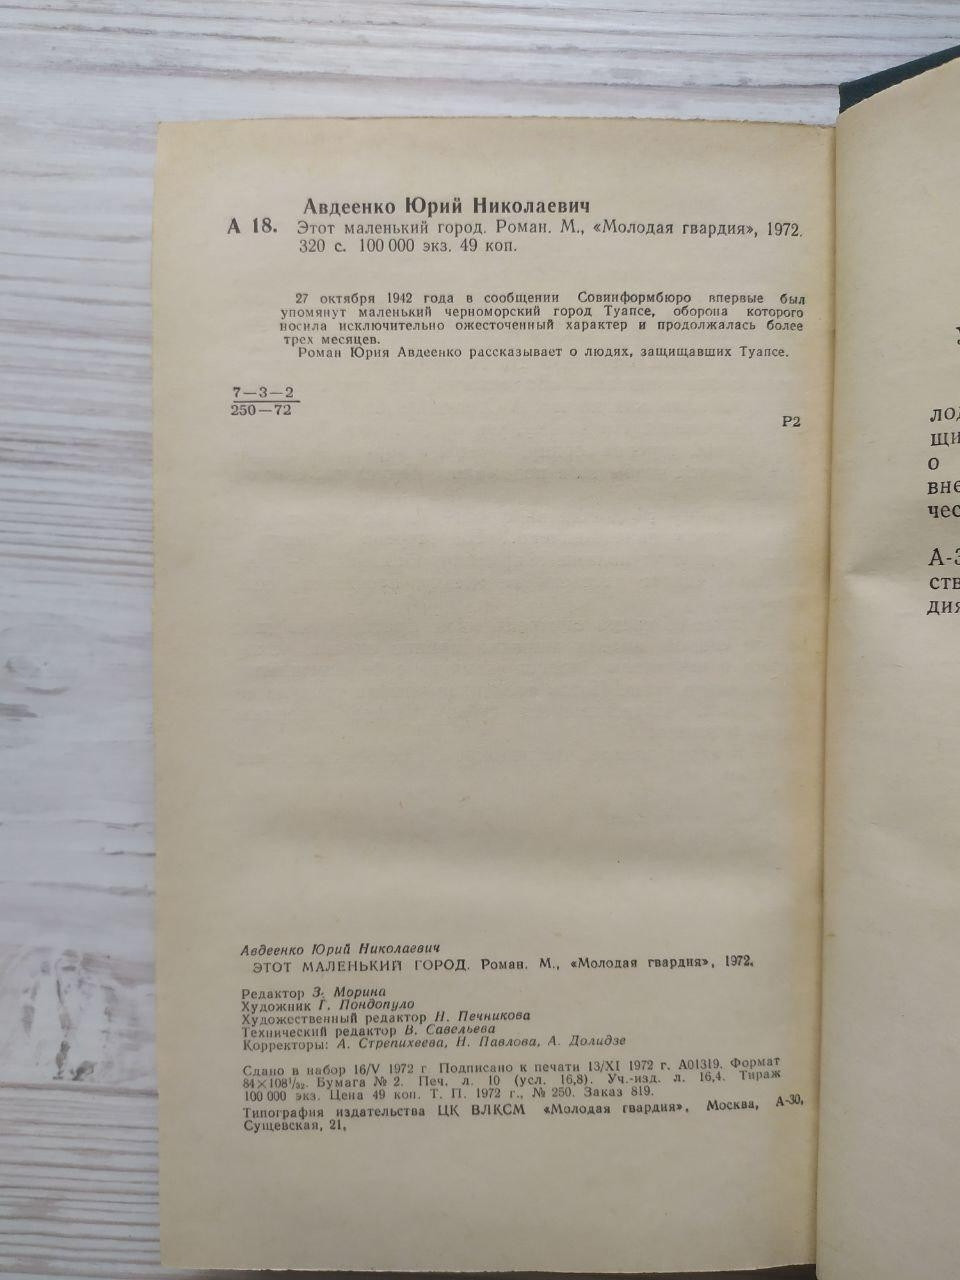 Авдеенко Юрий Николаевич
А 18. Этот маленький город. Роман. М., «Молодая гвардия», 1972.
320 с. 100 000 экз. 49 коп.
27 октября 1942 года в сообщении Совинформбюро впервые был
упомянут маленький черноморский город Туапсе, оборона которого
носила исключительно ожесточенный характер и продолжалась более
трех месяцев.
Роман Юрия Авдеенко рассказывает о людях, защищавших Туапсе.
7—3—2
250—72
Р2
Авдеенко Юрий Николаевич
ЭТОТ МАЛЕНЬКИЙ ГОРОД. Роман. М., «Молодая гвардия», 1972.
Редактор З. Морина
Художник Г. Пондопуло
Художественный редактор Н. Печникова
Технический редактор В. Савельева
Корректоры: А. Стрепихеева, Н. Павлова, А. Долидзе
Сдано в набор 16/V 1972 г Подписано к печати 13/XI 1972 г. А01319. Формат
84×108¹/₃₂. Бумага № 2. Печ. л. 10 (усл. 16,8). Уч.-изд. л. 16,4. Тираж
100 000 экз. Цена 49 коп. Т. П. 1972 г., № 250. Заказ 819.
Типография издательства ЦК ВЛКСМ «Молодая гвардия», Москва, А-30,
Сущевская, 21.
щи
о
вне
чес
А-3
ств
дия